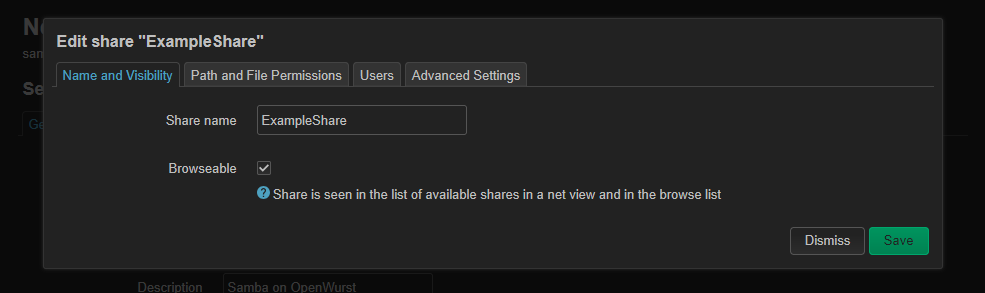 Ne
sam
Edit share "ExampleShare"
Name and Visibility Path and File Permissions Users Advanced Settings
Se
Ge
Share name ExampleShare
Browseable
? Share is seen in the list of available shares in a net view and in the browse list
Dismiss Save
Description Samba on OpenWurst